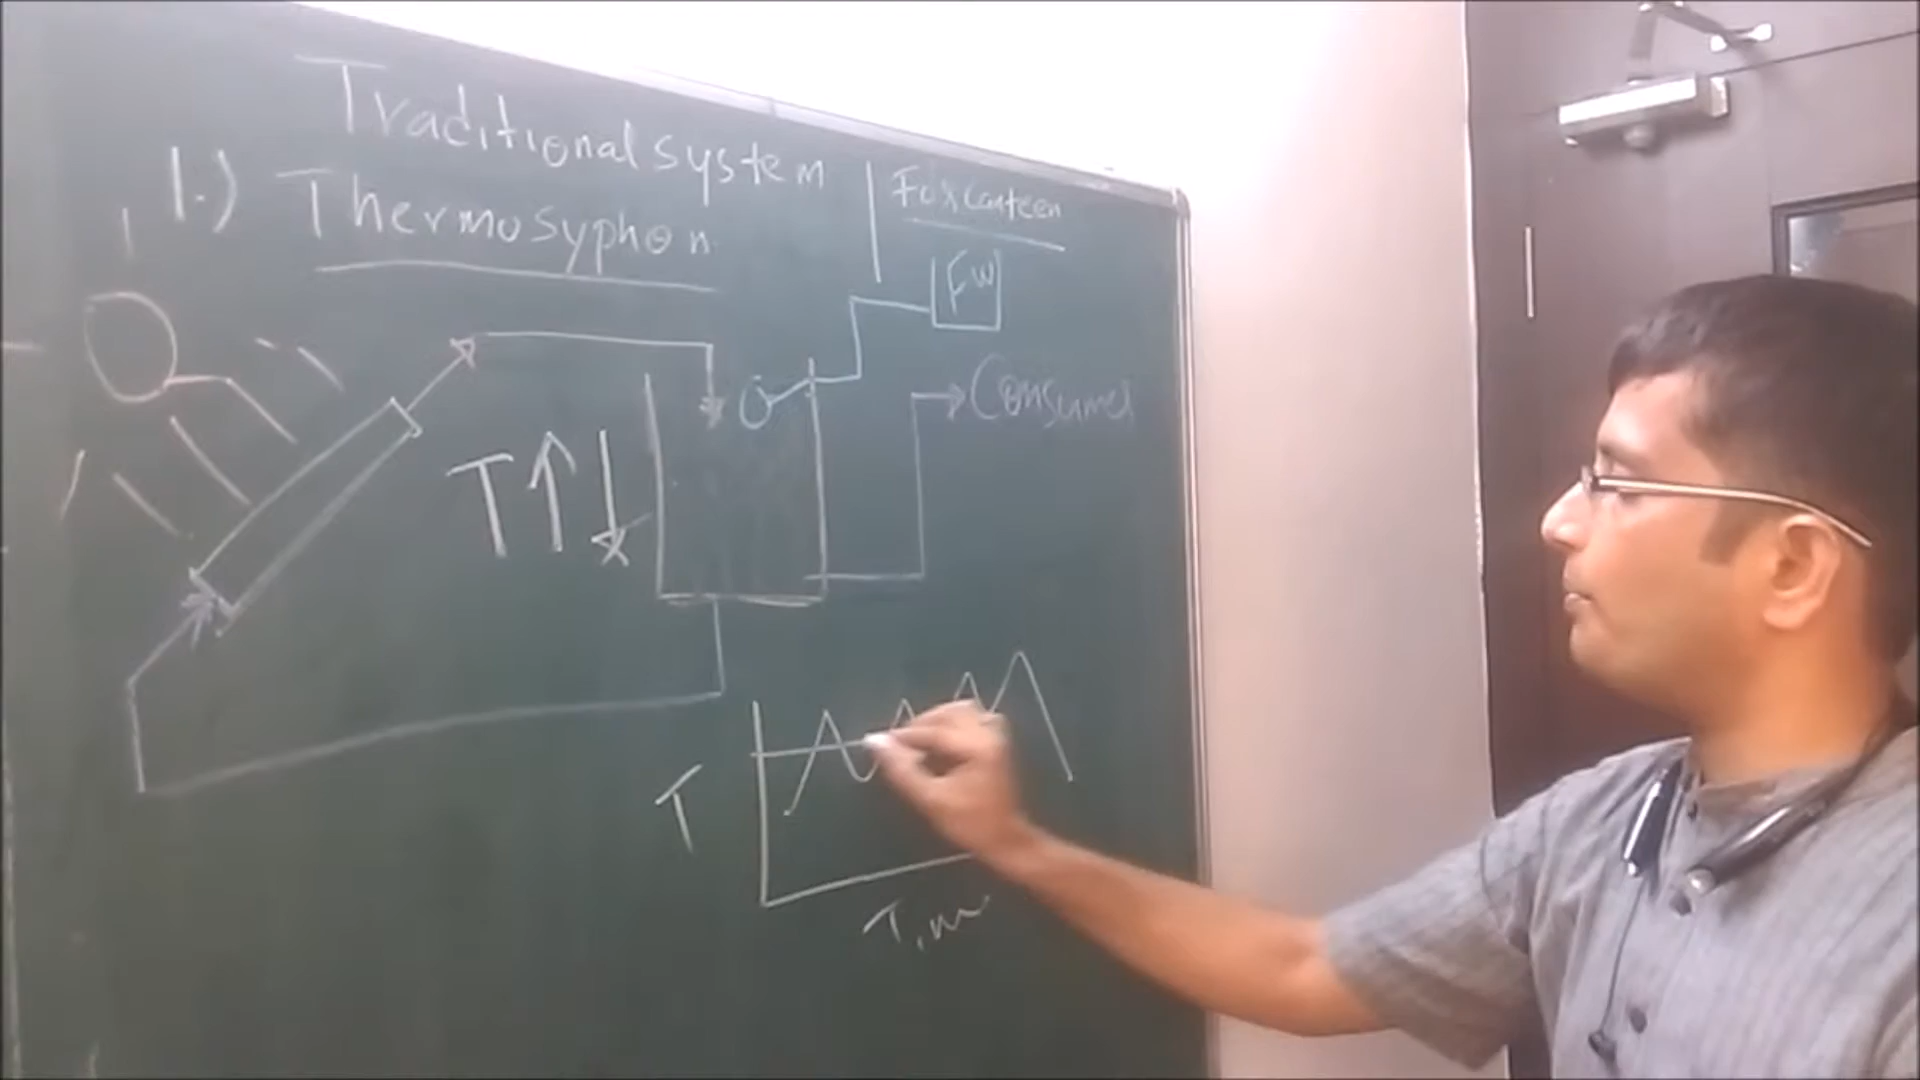 Traditional system
1.) Thermosyphon
For canteen
FW
Consumer
T↑↓
T
Time